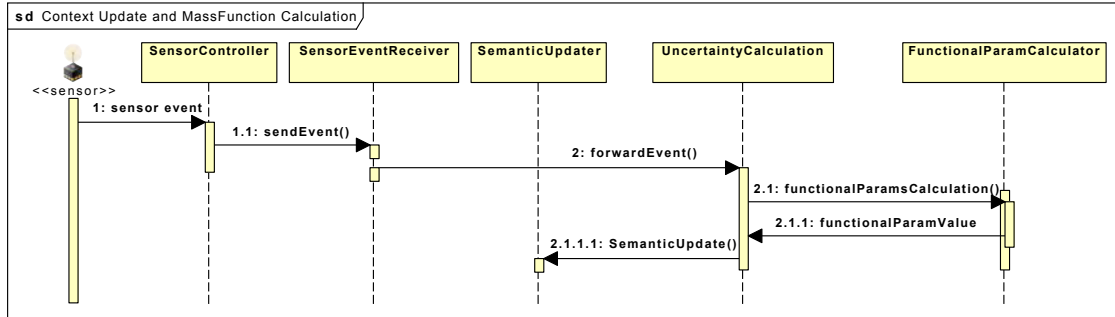 sd Context Update and MassFunction Calculation
SensorController
SensorEventReceiver
SemanticUpdater
UncertaintyCalculation
FunctionalParamCalculator
<<sensor>>
1: sensor event
1.1: sendEvent()
2: forwardEvent()
2.1: functionalParamsCalculation()
2.1.1: functionalParamValue
2.1.1.1: SemanticUpdate()